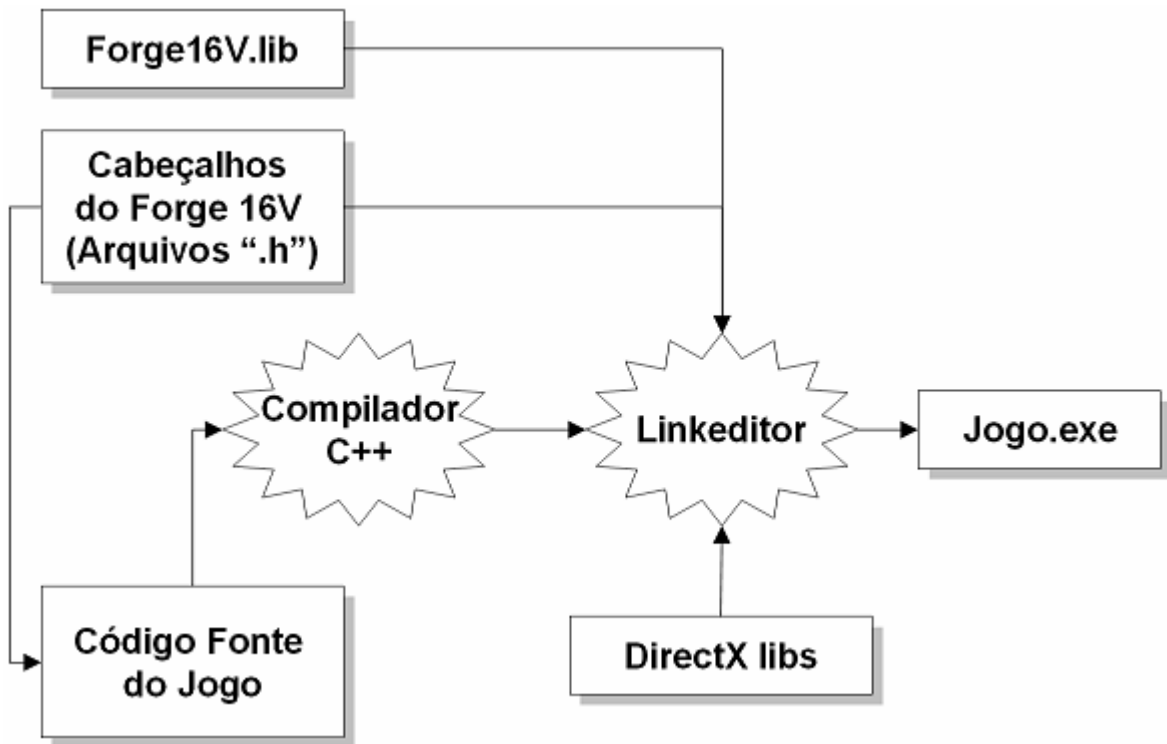 Forge16V.lib
Cabeçalhos
do Forge 16V
(Arquivos “.h”)
Compilador
C++
Linkeditor
Jogo.exe
Código Fonte
do Jogo
DirectX libs